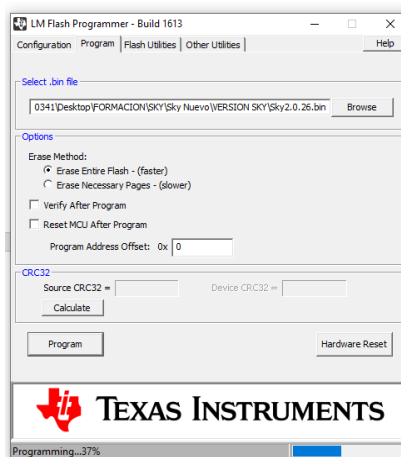 LM Flash Programmer - Build 1613
Configuration Program Flash Utilities Other Utilities Help
Select .bin file
0341\Desktop\FORMACION\SKY\Sky Nuevo\VERSION SKY\Sky2.0.26.bin Browse
Options
Erase Method:
Erase Entire Flash - (faster)
Erase Necessary Pages - (slower)
Verify After Program
Reset MCU After Program
Program Address Offset: 0x 0
CRC32
Source CRC32 = Device CRC32 =
Calculate
Program Hardware Reset
TEXAS INSTRUMENTS
Programming...37%